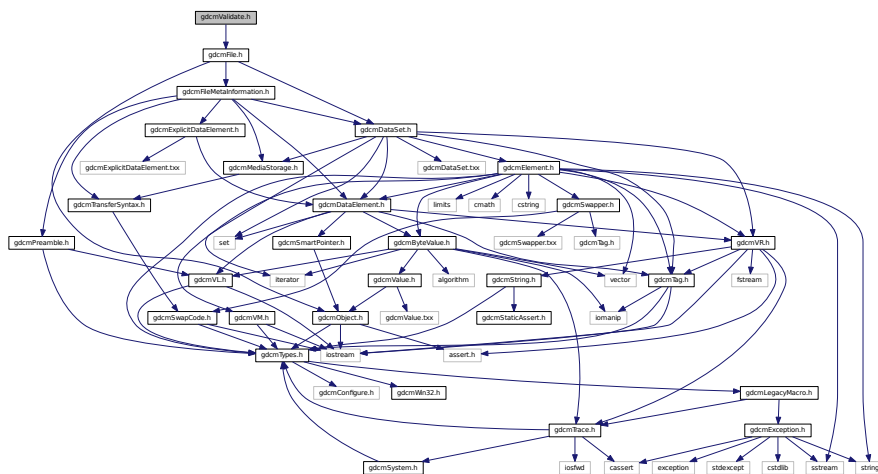 gdcmValidate.h
gdcmFile.h
gdcmFileMetaInformation.h
gdcmExplicitDataElement.h
gdcmDataSet.h
gdcmExplicitDataElement.txx
gdcmMediaStorage.h
gdcmDataSet.txx
gdcmElement.h
gdcmTransferSyntax.h
gdcmDataElement.h
limits
cmath
cstring
gdcmSwapper.h
gdcmPreamble.h
set
gdcmSmartPointer.h
gdcmByteValue.h
gdcmSwapper.txx
gdcmTag.h
gdcmVR.h
gdcmVL.h
iterator
gdcmValue.h
algorithm
gdcmString.h
vector
gdcmTag.h
fstream
gdcmSwapCode.h
gdcmVM.h
gdcmObject.h
gdcmValue.txx
gdcmStaticAssert.h
iomanip
gdcmTypes.h
iostream
assert.h
gdcmConfigure.h
gdcmWin32.h
gdcmLegacyMacro.h
gdcmTrace.h
gdcmException.h
gdcmSystem.h
iosfwd
cassert
exception
stdexcept
cstdlib
sstream
string